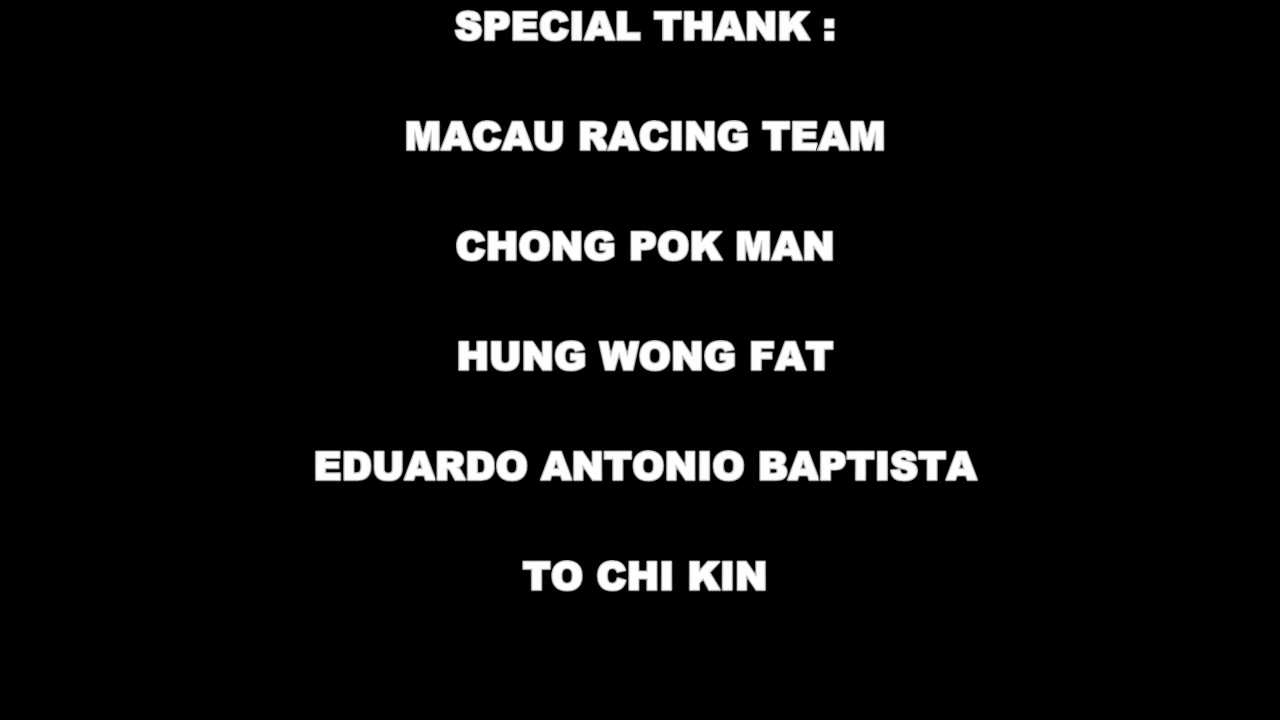 SPECIAL THANK :
MACAU RACING TEAM
CHONG POK MAN
HUNG WONG FAT
EDUARDO ANTONIO BAPTISTA
TO CHI KIN